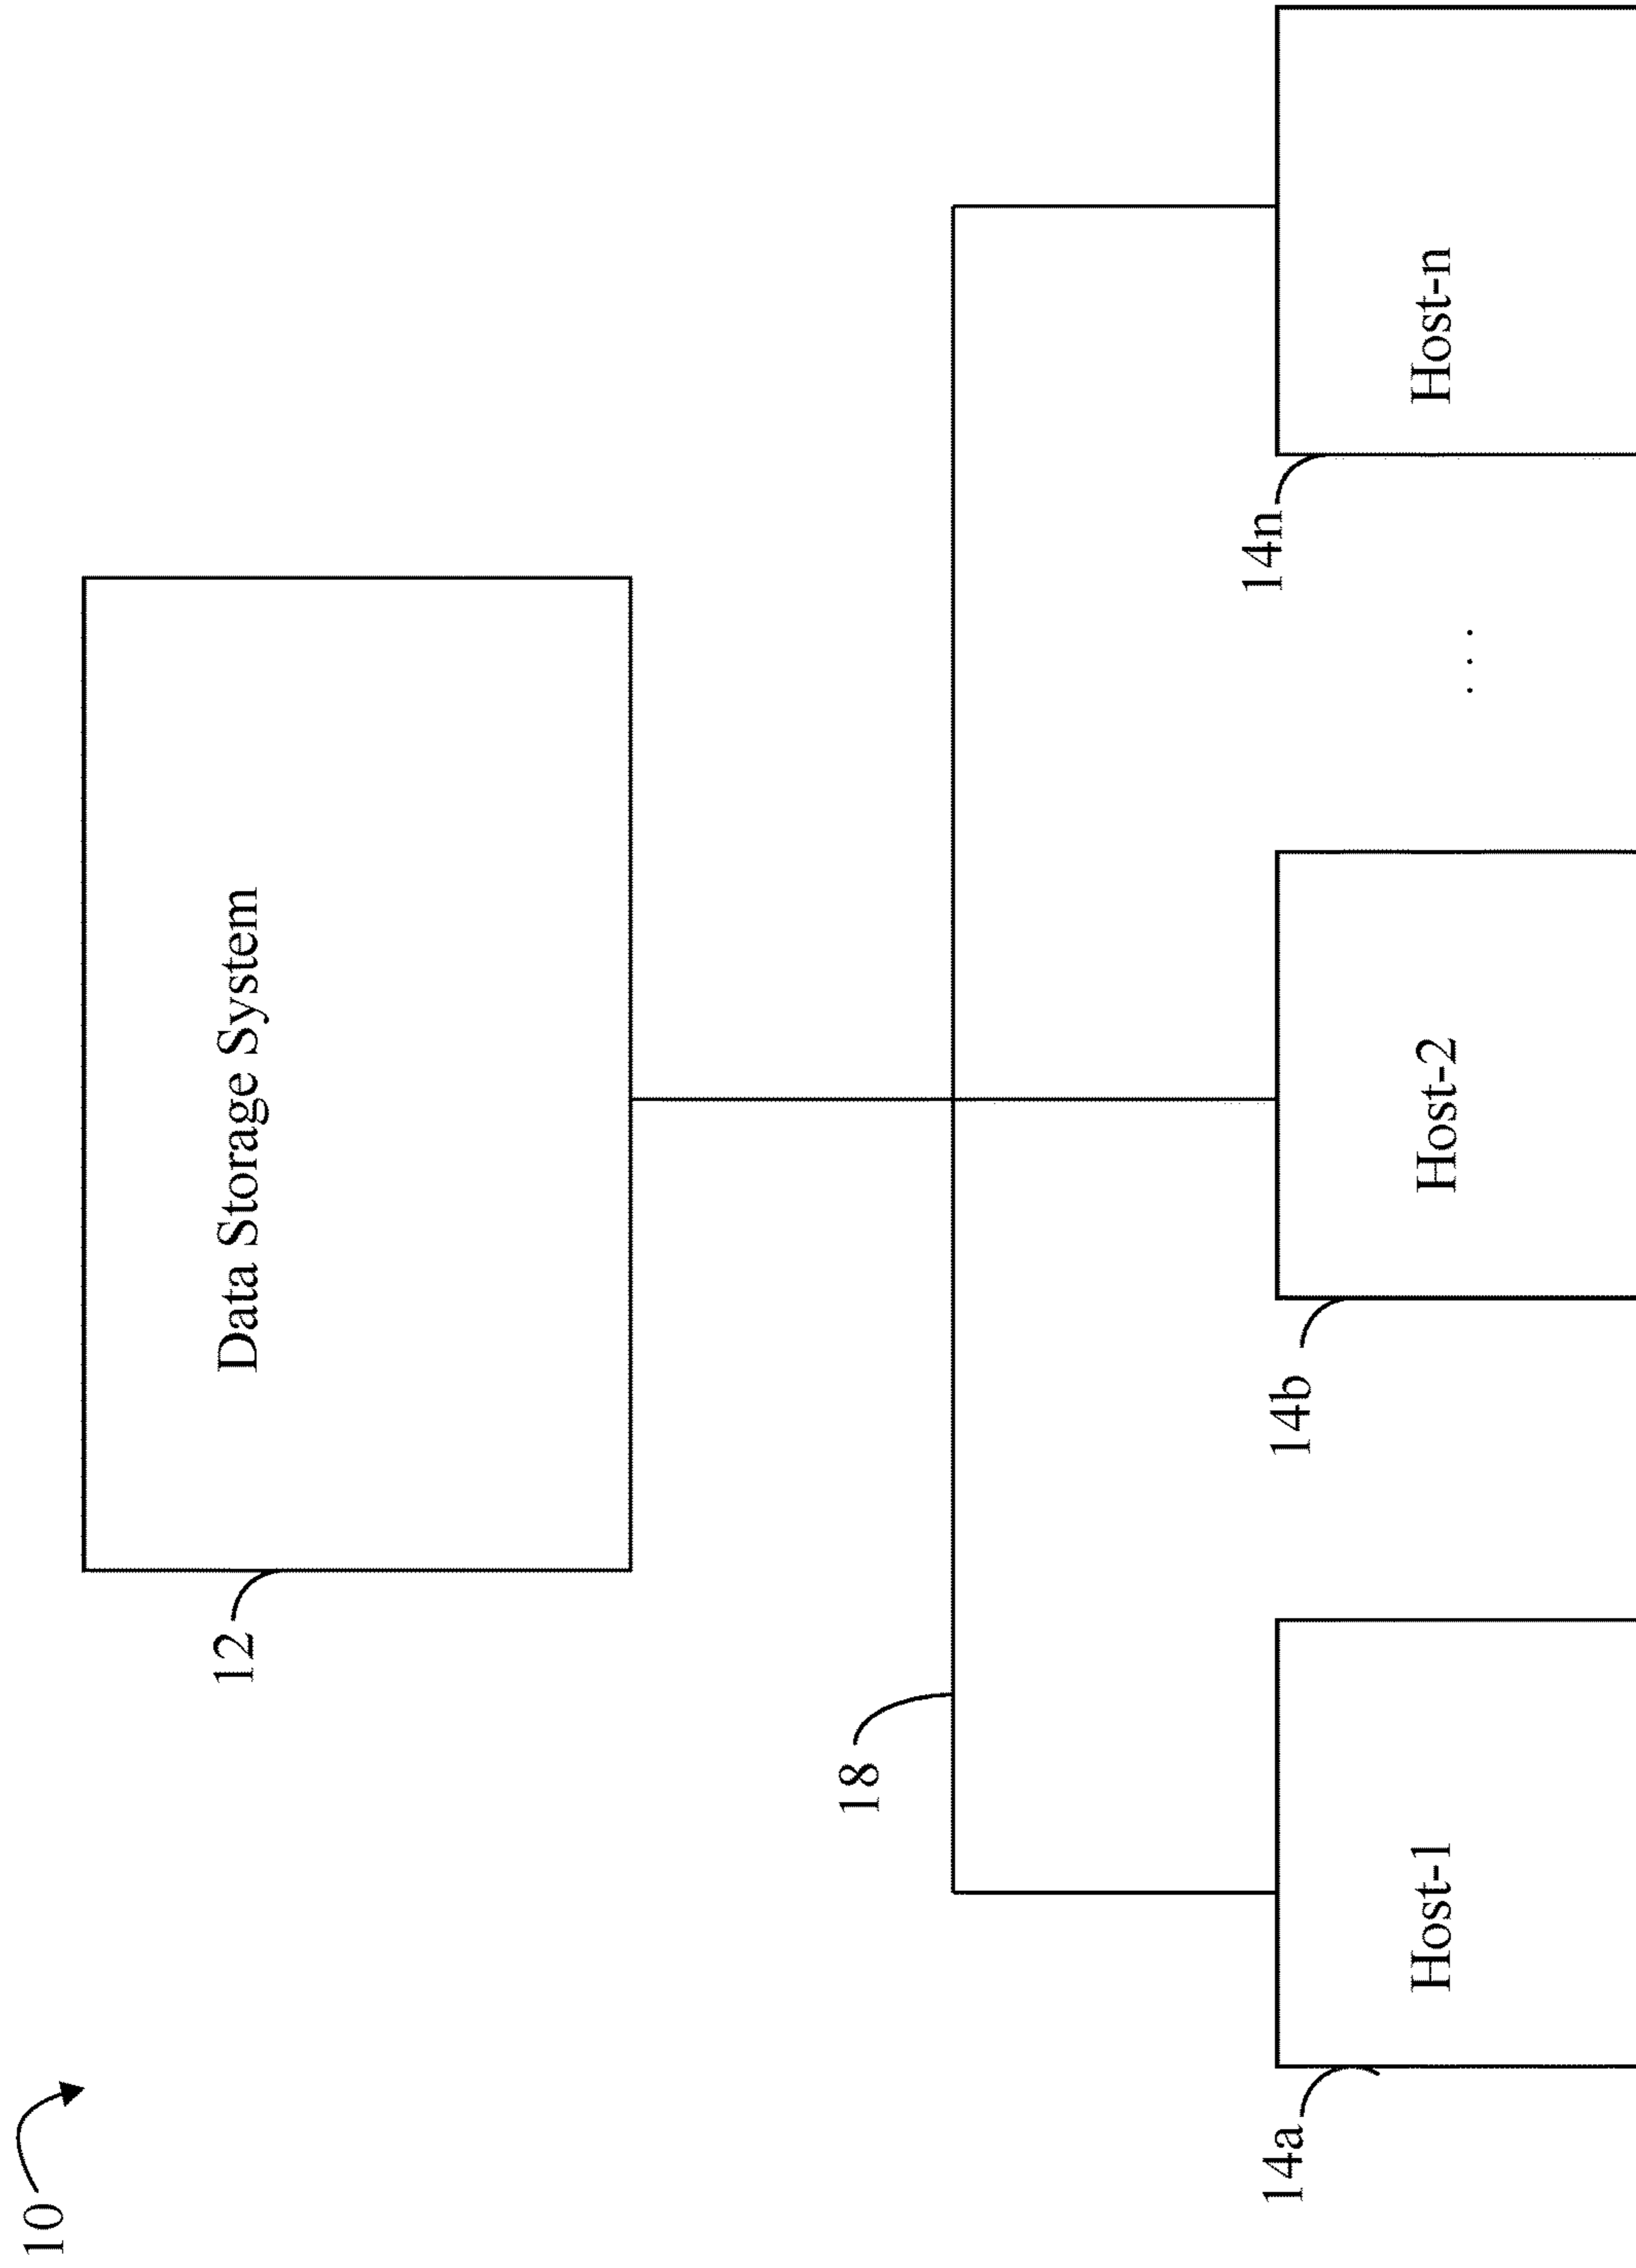 10
12
Data Storage System
18
14a
Host-1
14b
Host-2
. . .
14n
Host-n